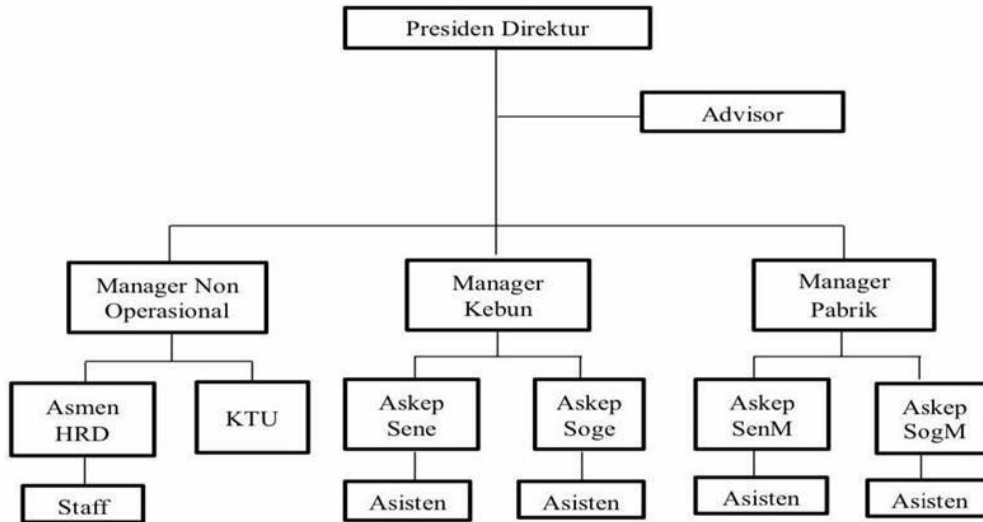 Presiden Direktur
Advisor
Manager Non
Operasional
Manager
Kebun
Manager
Pabrik
Asmen
HRD
KTU
Askep
Sene
Askep
Soge
Askep
SenM
Askep
SogM
Staff
Asisten
Asisten
Asisten
Asisten